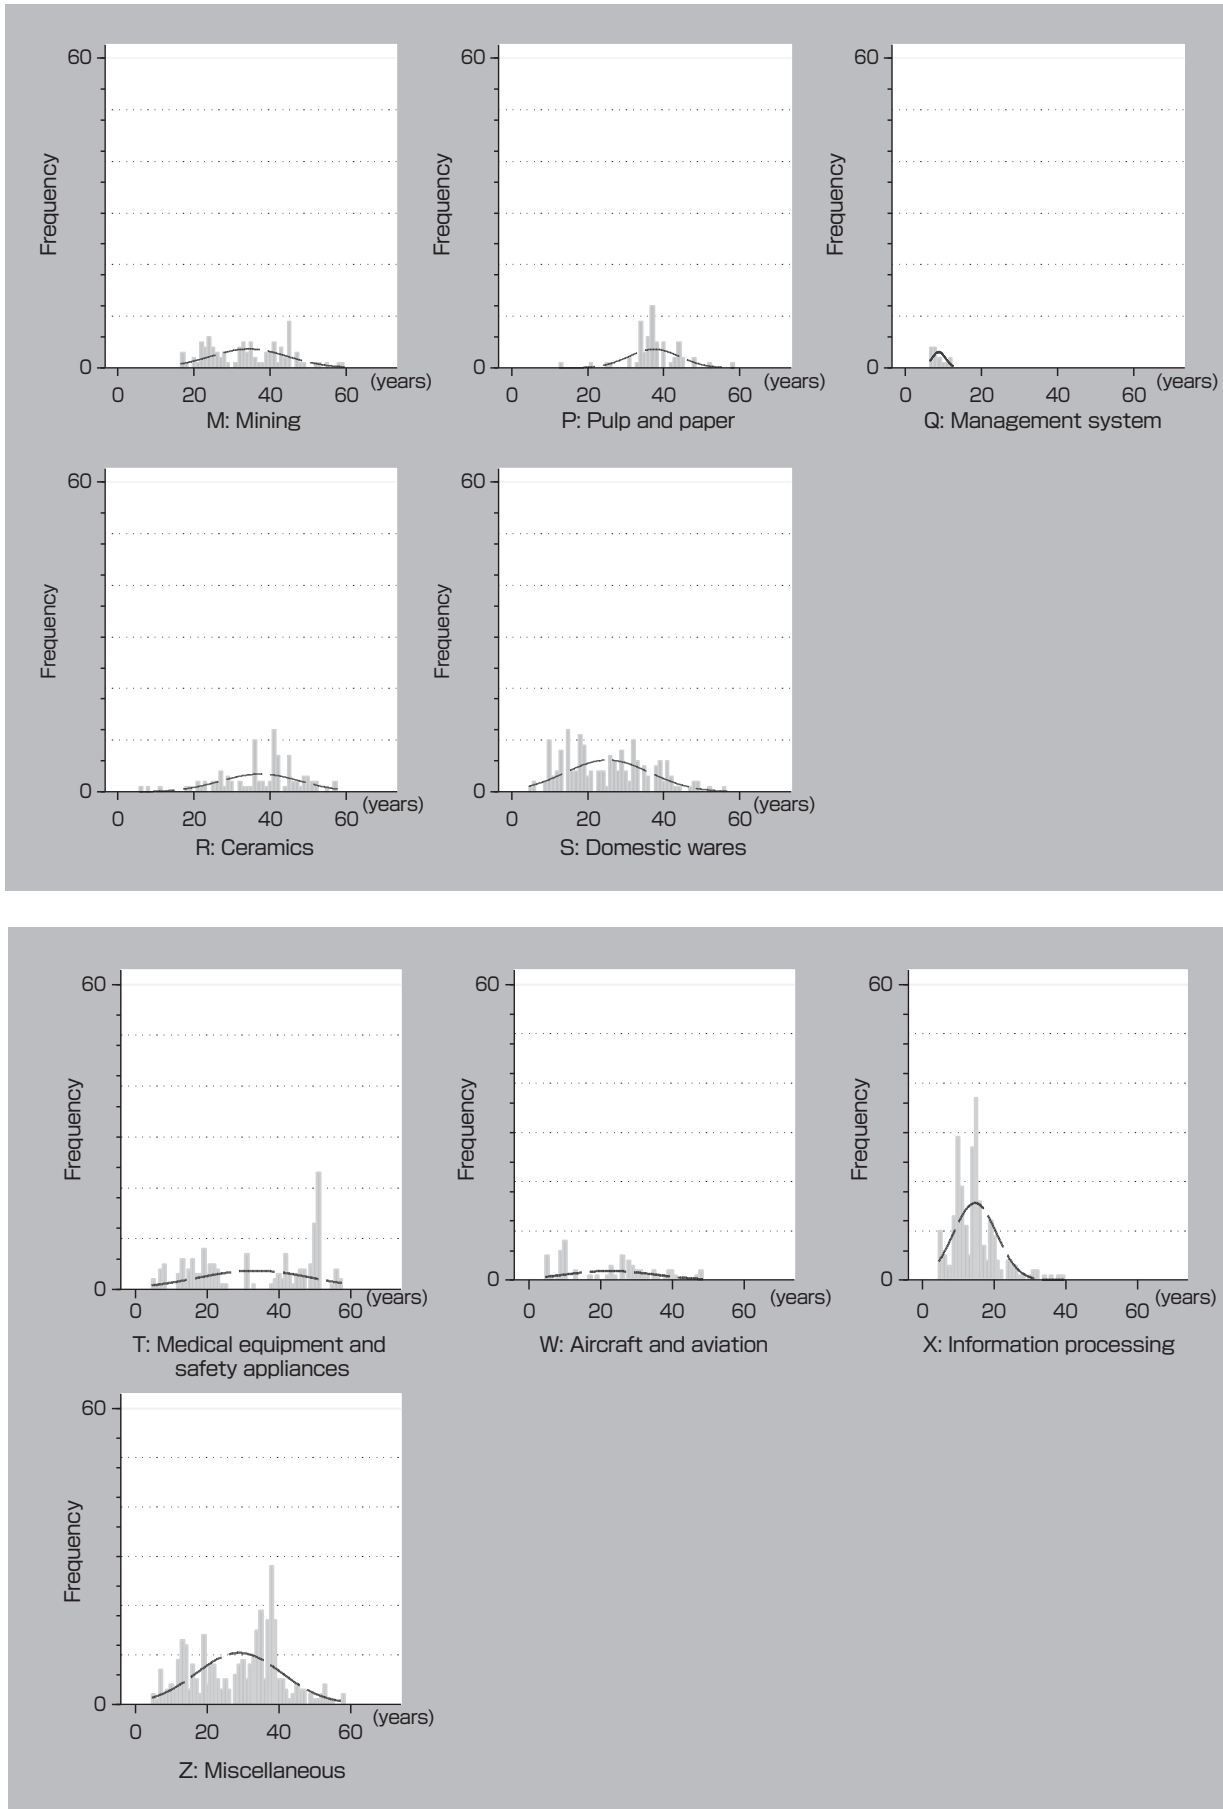 60
Frequency
0
0
20
40
60
(years)
M: Mining
60
Frequency
0
0
20
40
60
(years)
P: Pulp and paper
60
Frequency
0
0
20
40
60
(years)
Q: Management system
60
Frequency
0
0
20
40
60
(years)
R: Ceramics
60
Frequency
0
0
20
40
60
(years)
S: Domestic wares
60
Frequency
0
0
20
40
60
(years)
T: Medical equipment and
safety appliances
60
Frequency
0
0
20
40
60
(years)
W: Aircraft and aviation
60
Frequency
0
0
20
40
60
(years)
X: Information processing
60
Frequency
0
0
20
40
60
(years)
Z: Miscellaneous